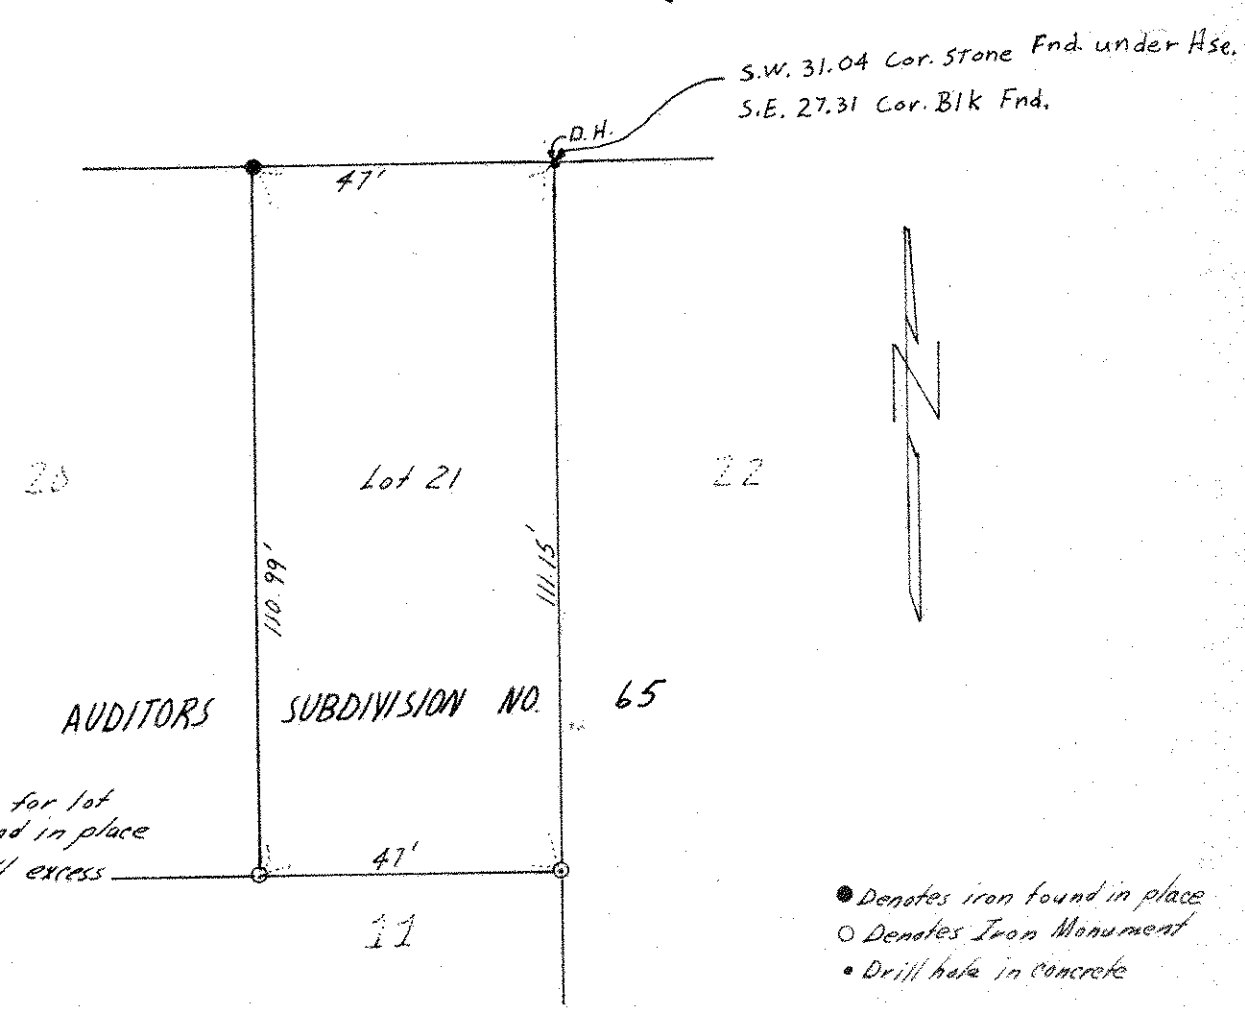 S.W. 31.04 Cor. Stone Fnd. under Hse.
S.E. 27.31 Cor. Blk Fnd.
D.H.
47'
20
Lot 21
22
110.99'
111.15'
AUDITORS SUBDIVISION NO. 65
for lot
in place
excess
47'
11
Denotes iron found in place
Denotes Iron Monument
Drill hole in concrete
N